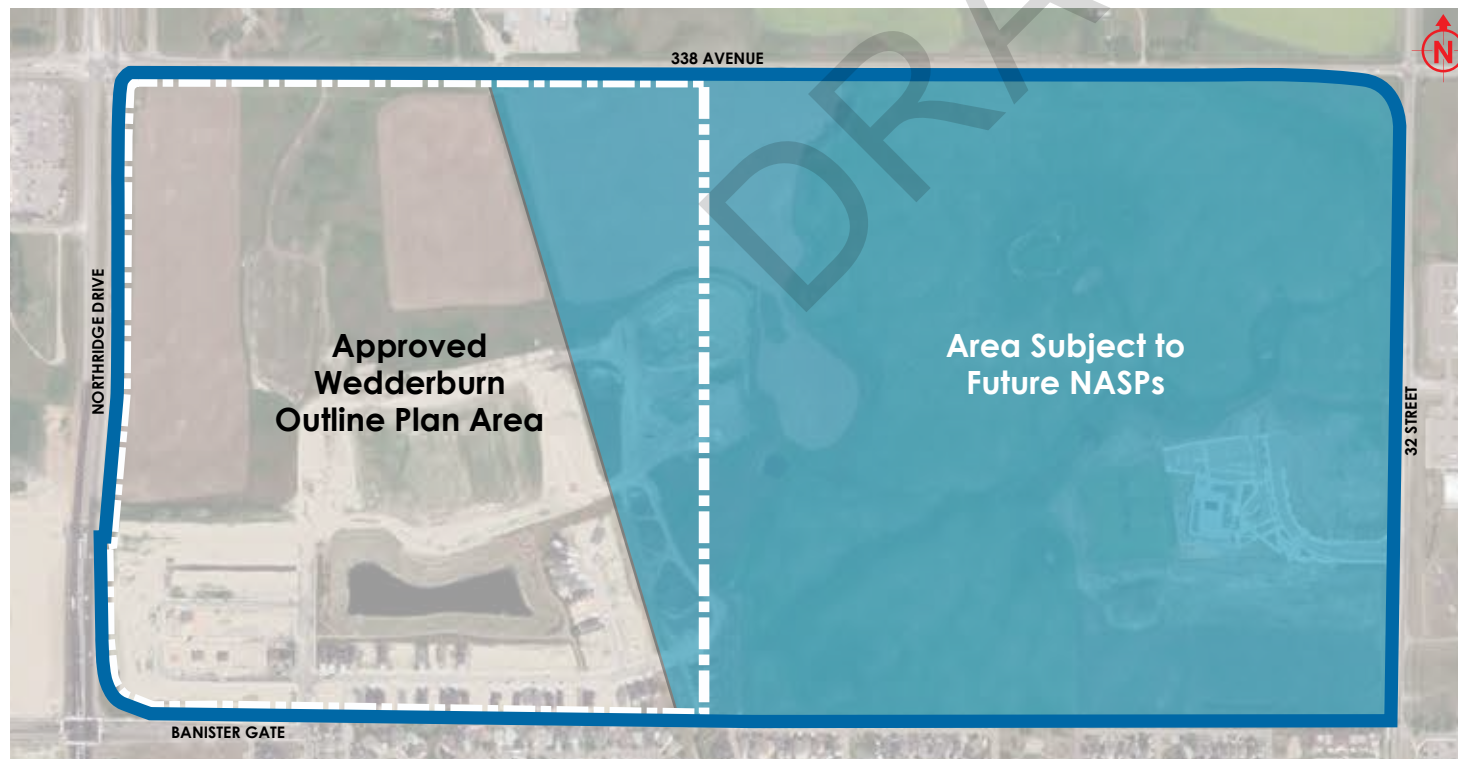 338 AVENUE
N
DRA
NORTHRIDGE DRIVE
Approved
Wedderburn
Outline Plan Area
Area Subject to
Future NASPs
32 STREET
BANISTER GATE